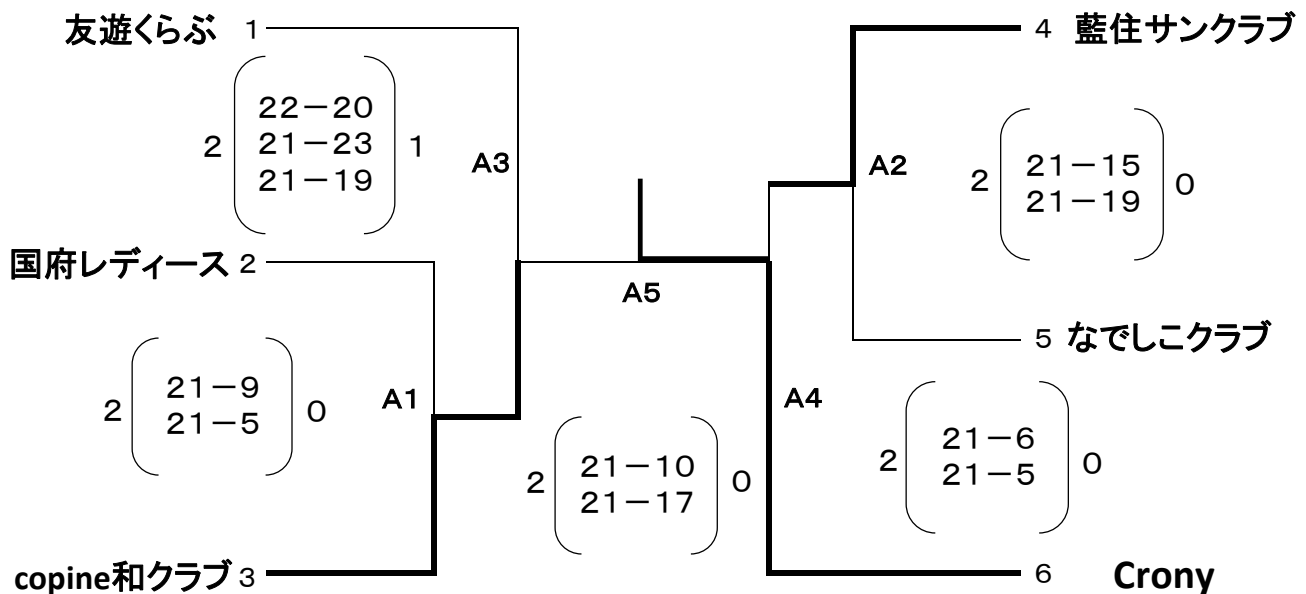 友遊くらぶ 1
4 藍住サンクラブ
22－20
2 21－23 1
21－19
A3
A2
2 21－15 0
21－19
国府レディース 2
A5
5 なでしこクラブ
2 21－9 0
21－5
A1
A4
2 21－10 0
21－17
2 21－6 0
21－5
copine和クラブ 3
6 Crony